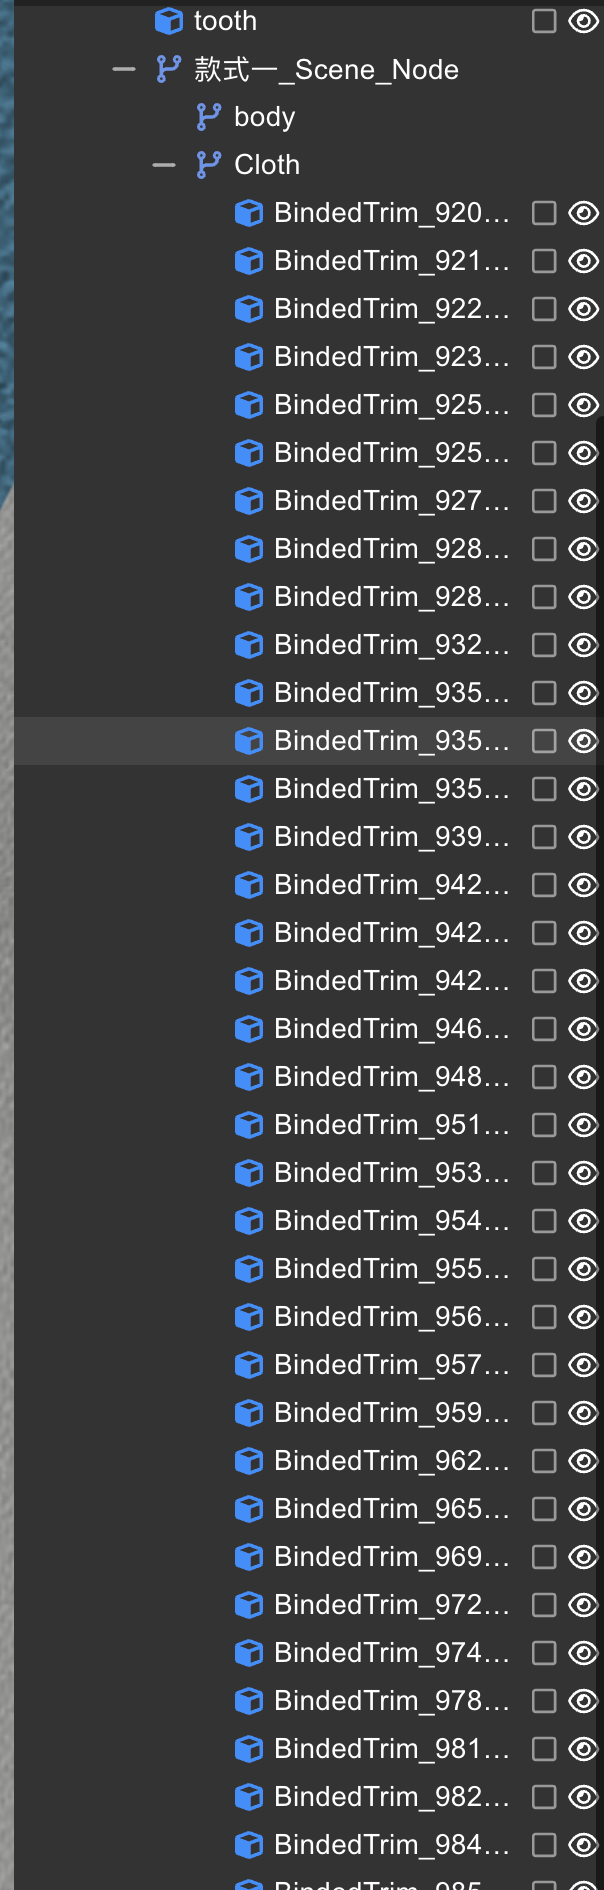 tooth
款式一_Scene_Node
body
Cloth
BindedTrim_920...
BindedTrim_921...
BindedTrim_922...
BindedTrim_923...
BindedTrim_925...
BindedTrim_925...
BindedTrim_927...
BindedTrim_928...
BindedTrim_928...
BindedTrim_932...
BindedTrim_935...
BindedTrim_935...
BindedTrim_935...
BindedTrim_939...
BindedTrim_942...
BindedTrim_942...
BindedTrim_942...
BindedTrim_946...
BindedTrim_948...
BindedTrim_951...
BindedTrim_953...
BindedTrim_954...
BindedTrim_955...
BindedTrim_956...
BindedTrim_957...
BindedTrim_959...
BindedTrim_962...
BindedTrim_965...
BindedTrim_969...
BindedTrim_972...
BindedTrim_974...
BindedTrim_978...
BindedTrim_981...
BindedTrim_982...
BindedTrim_984...